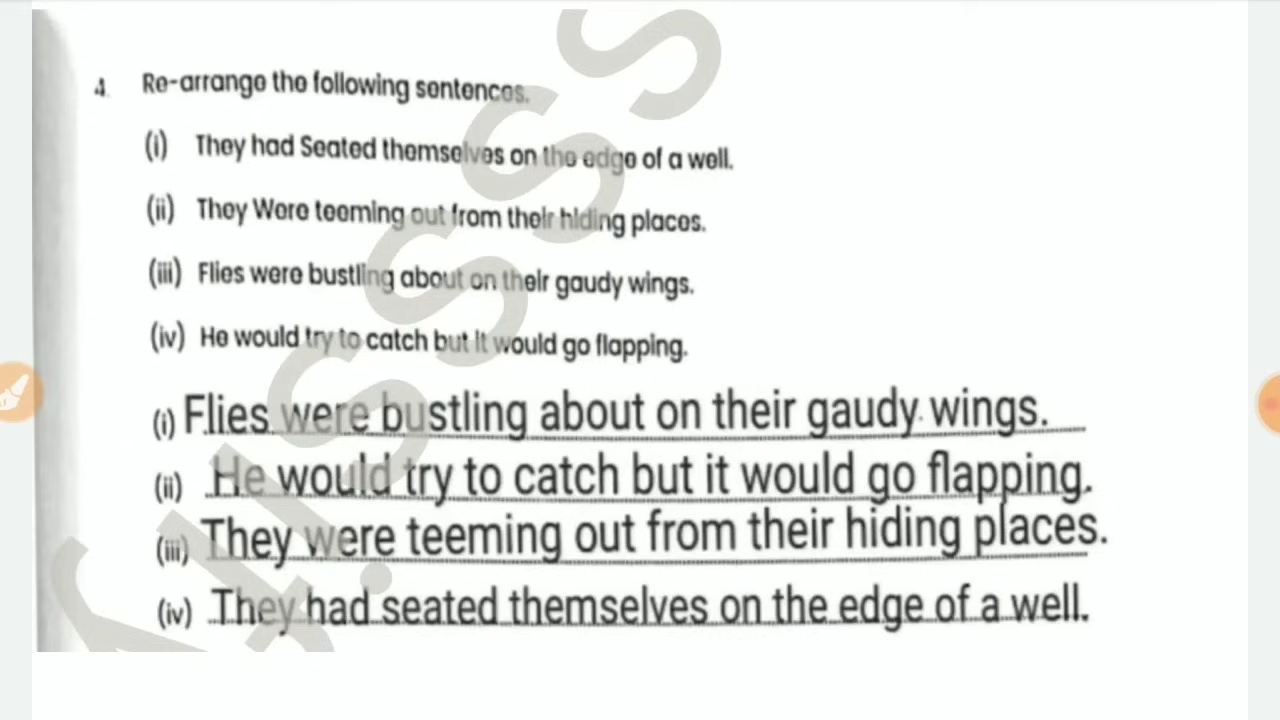 4. Re-arrange the following sentences.
(i) They had Seated themselves on the edge of a well.
(ii) They Were teeming out from their hiding places.
(iii) Flies were bustling about on their gaudy wings.
(iv) He would try to catch but it would go flapping.
(i) Flies were bustling about on their gaudy wings.
(ii) He would try to catch but it would go flapping.
(iii) They were teeming out from their hiding places.
(iv) They had seated themselves on the edge of a well.